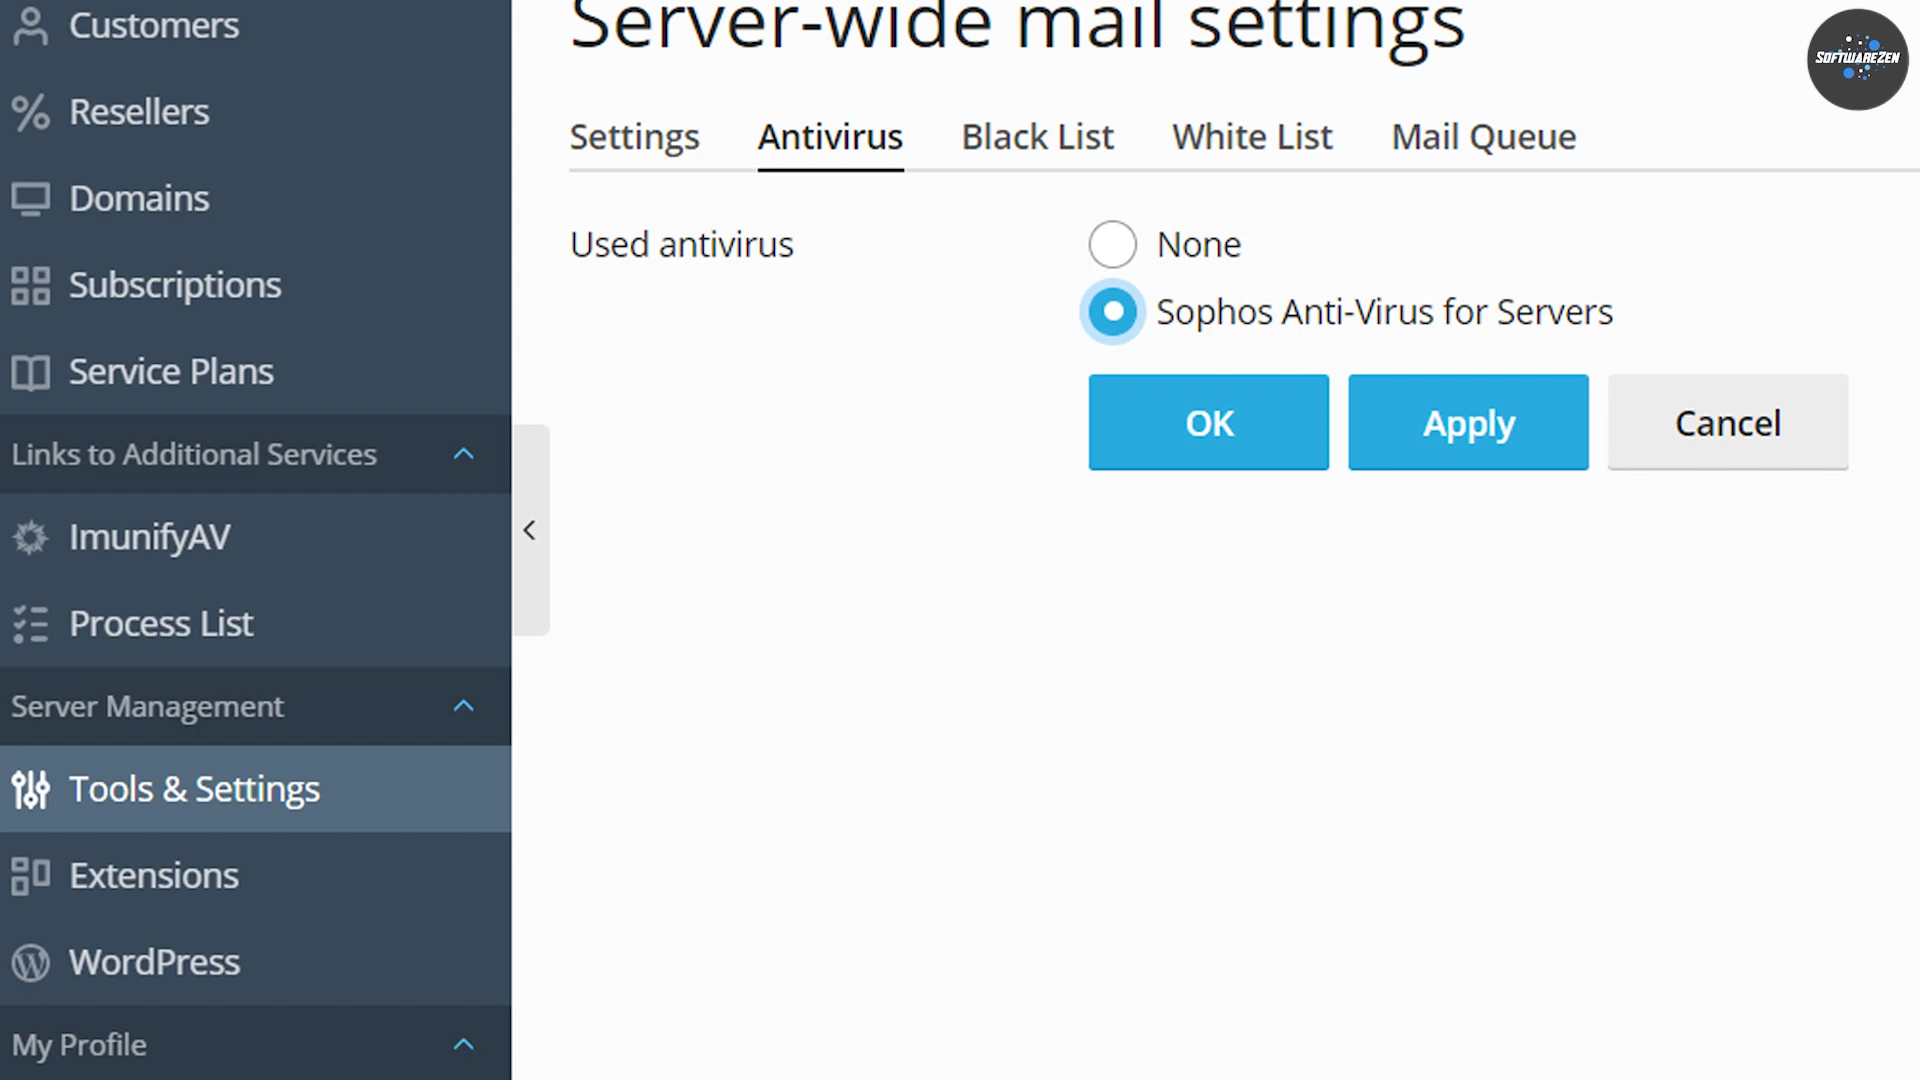 Customers
Resellers
Domains
Subscriptions
Service Plans
Links to Additional Services
ImunifyAV
Process List
Server Management
Tools & Settings
Extensions
WordPress
My Profile
Server-wide mail settings
Settings Antivirus Black List White List Mail Queue
Used antivirus
None
Sophos Anti-Virus for Servers
OK Apply Cancel
SOFTWAREZEN